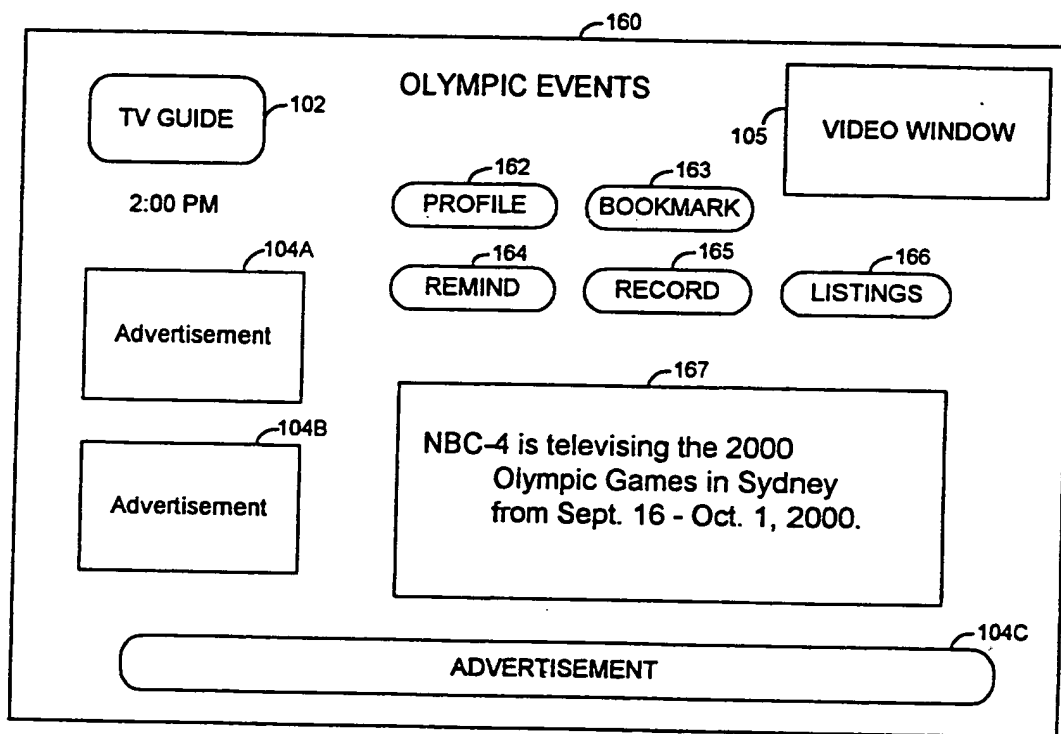 160
OLYMPIC EVENTS
TV GUIDE
102
105
VIDEO WINDOW
2:00 PM
162
163
PROFILE
BOOKMARK
164
165
166
REMIND
RECORD
LISTINGS
104A
Advertisement
167
NBC-4 is televising the 2000
Olympic Games in Sydney
from Sept. 16 - Oct. 1, 2000.
104B
Advertisement
104C
ADVERTISEMENT